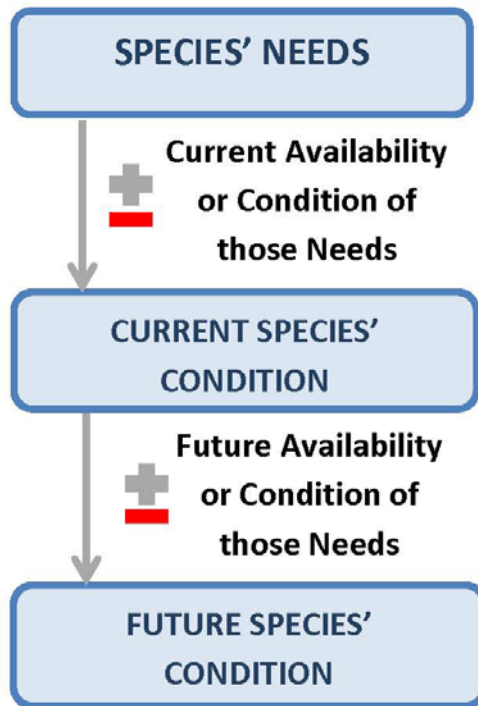 SPECIES’ NEEDS
Current Availability
or Condition of
those Needs
CURRENT SPECIES’
CONDITION
Future Availability
or Condition of
those Needs
FUTURE SPECIES’
CONDITION